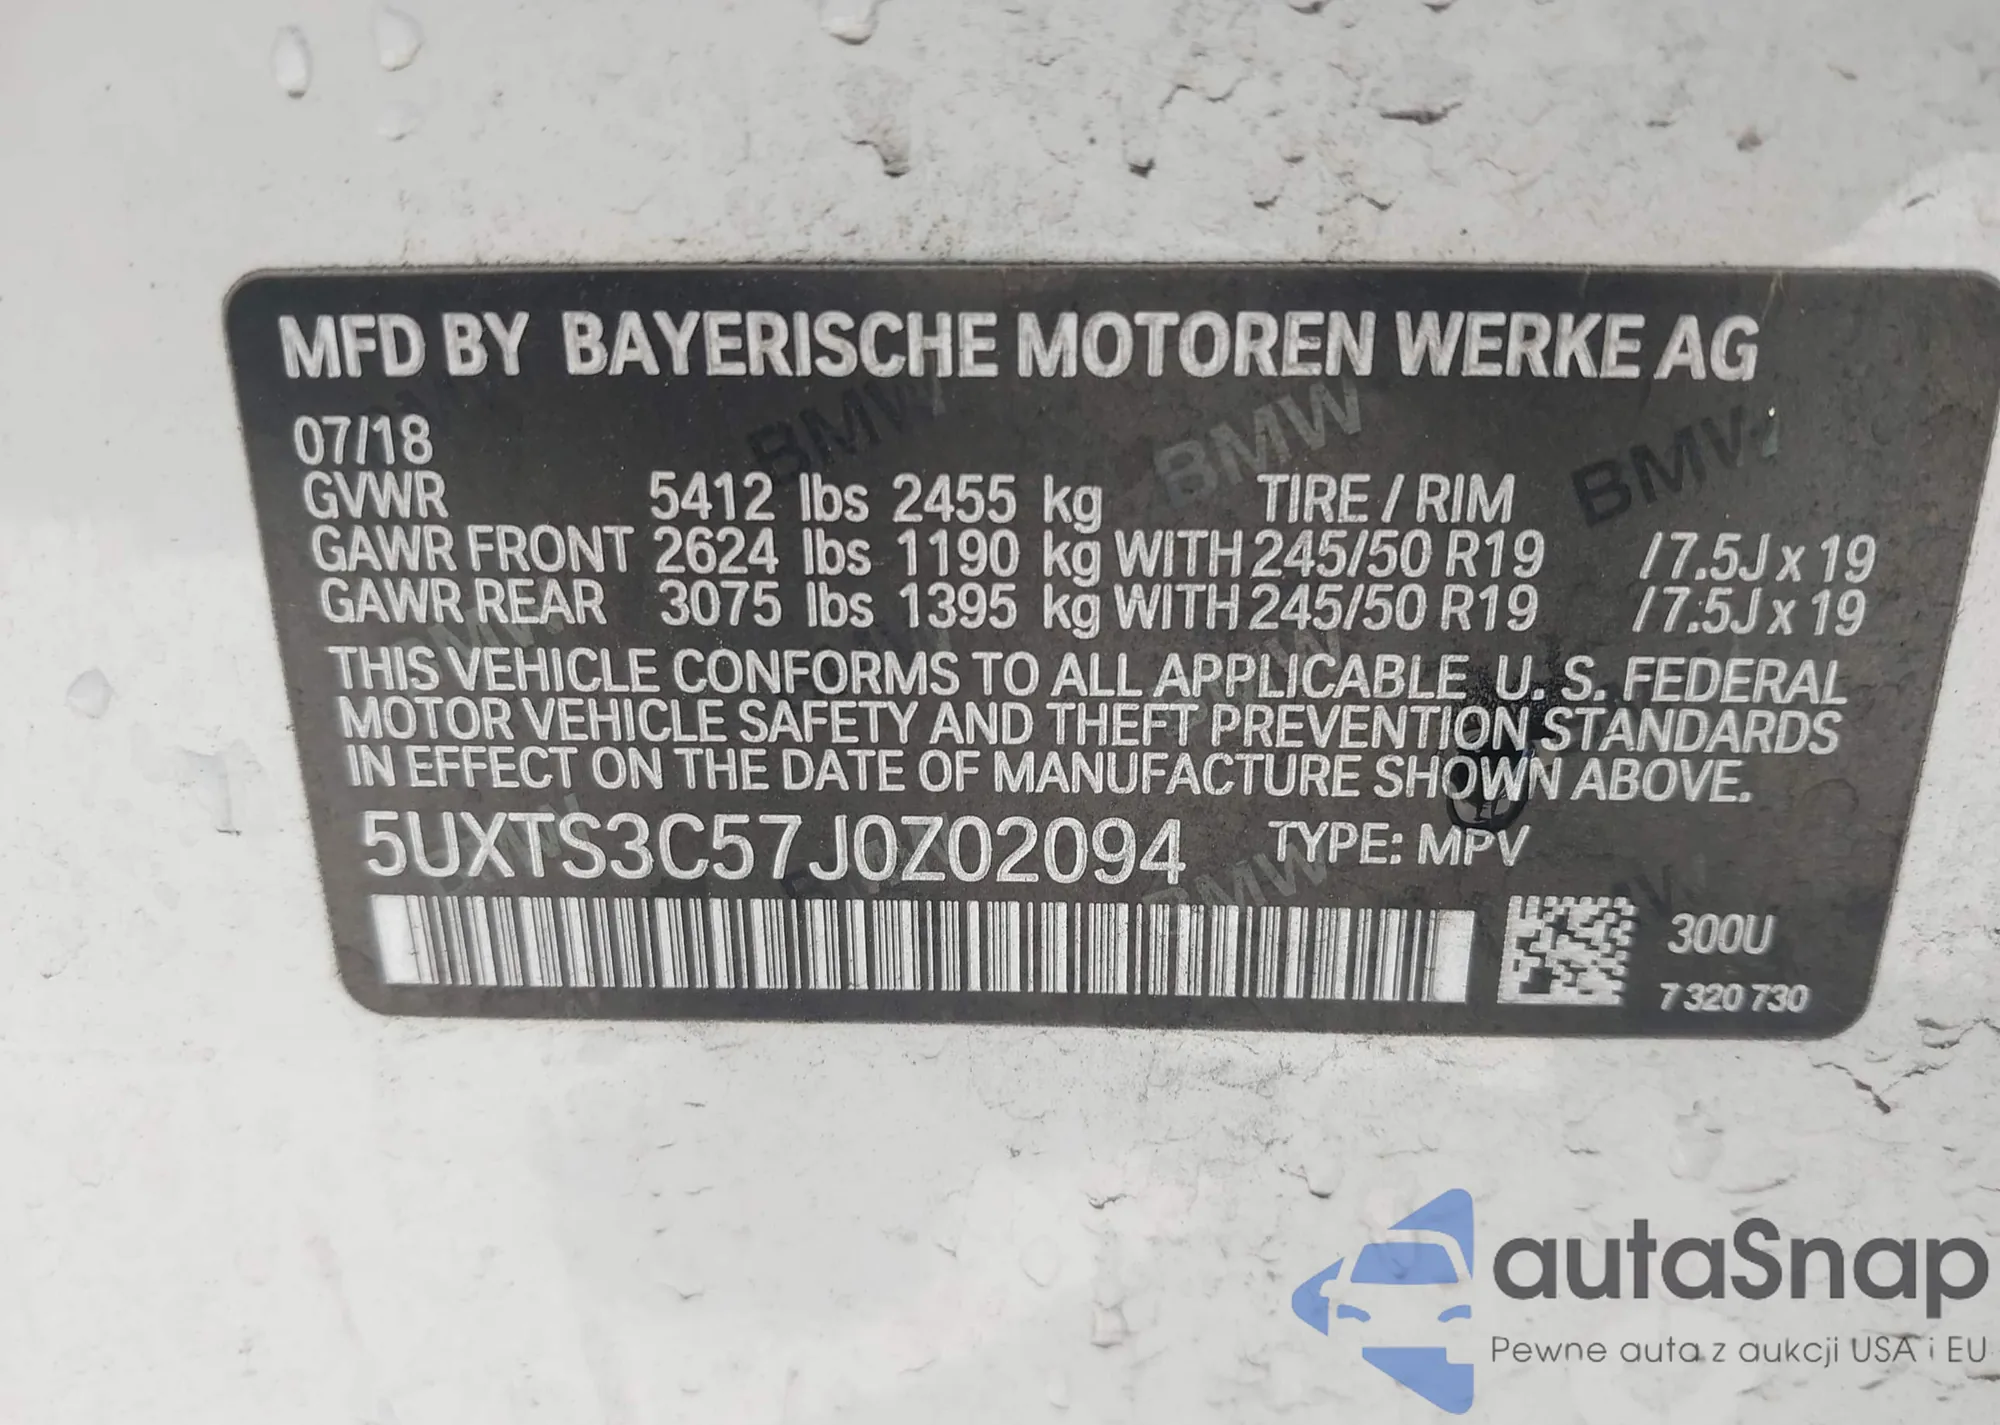 MFD BY BAYERISCHE MOTOREN WERKE AG
07/18
GVWR 5412 lbs 2455 kg TIRE / RIM
GAWR FRONT 2624 lbs 1190 kg WITH 245/50 R19 /7.5J x 19
GAWR REAR 3075 lbs 1395 kg WITH 245/50 R19 /7.5J x 19
THIS VEHICLE CONFORMS TO ALL APPLICABLE U. S. FEDERAL
MOTOR VEHICLE SAFETY AND THEFT PREVENTION STANDARDS
IN EFFECT ON THE DATE OF MANUFACTURE SHOWN ABOVE.
5UXTS3C57J0Z02094 TYPE: MPV
300U
7 320 730
autaSnap
Pewne auta z aukcji USA i EU